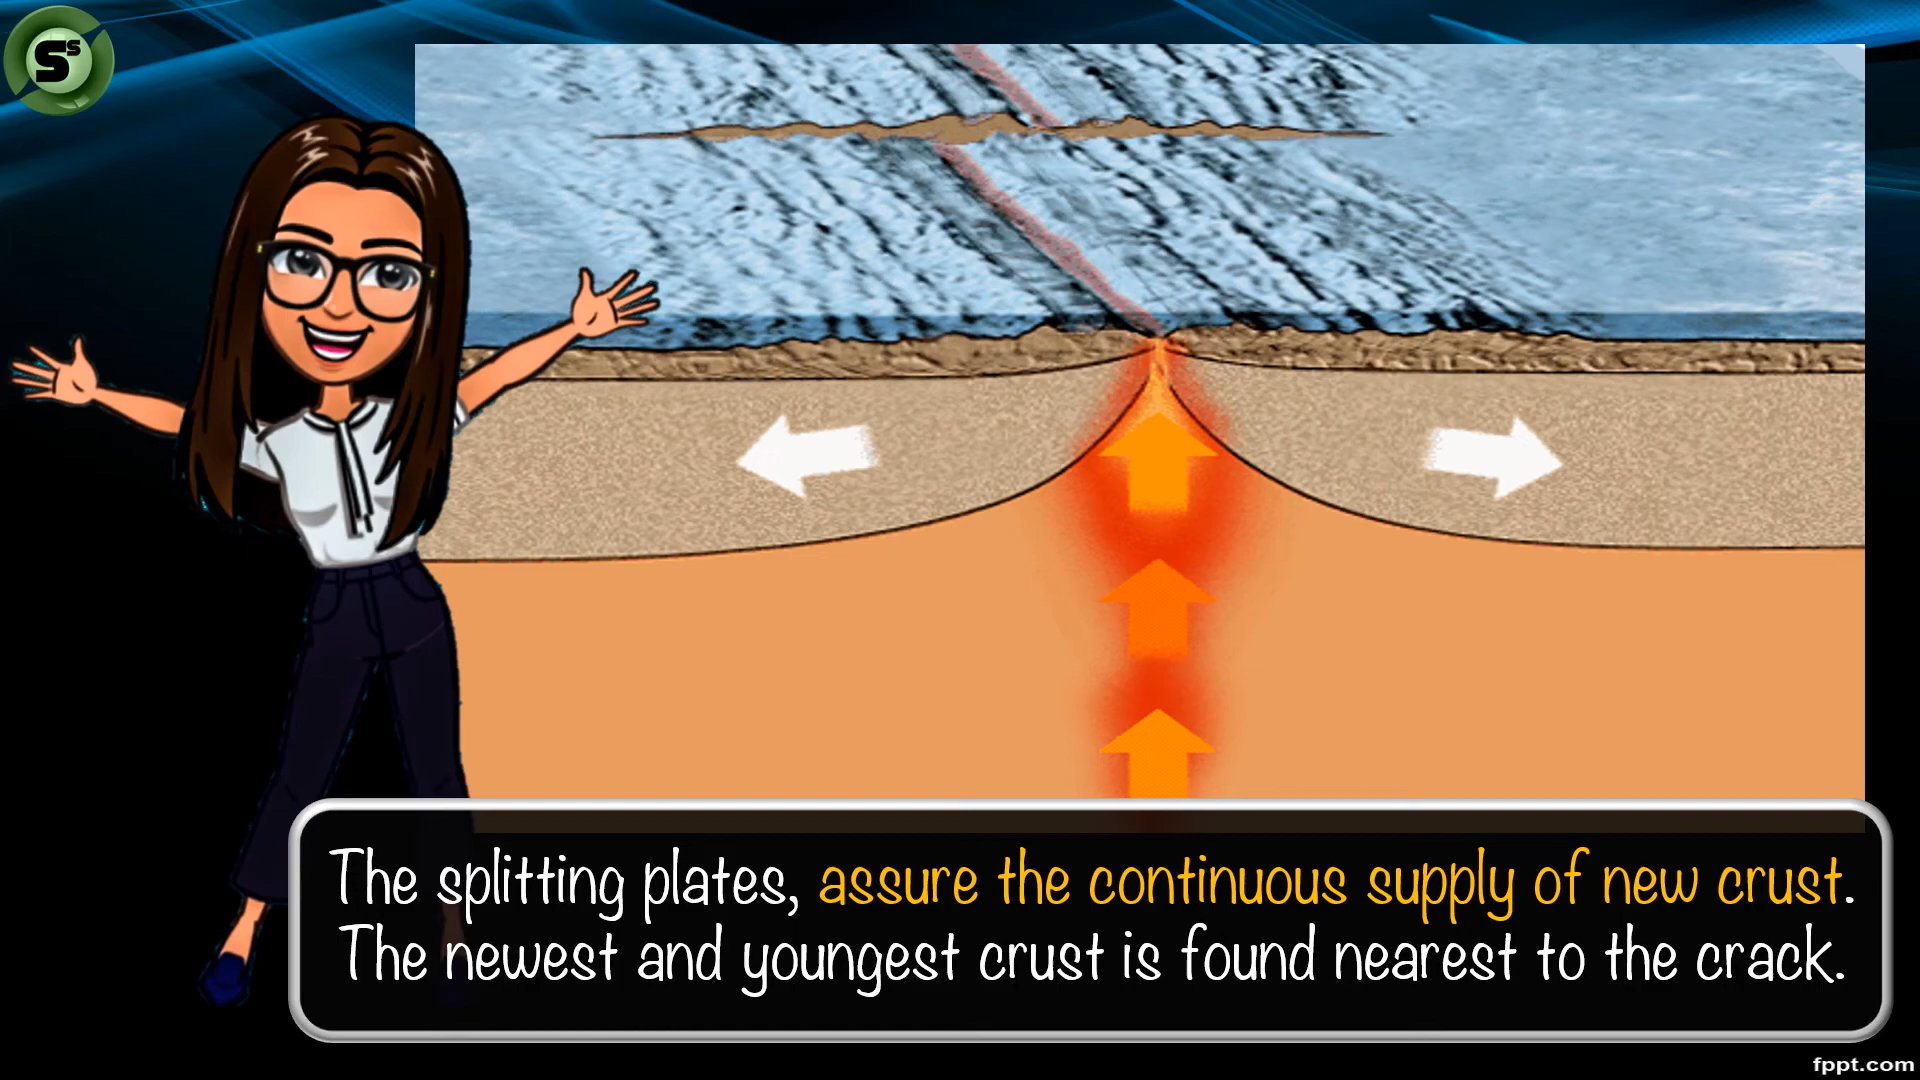 Ss
The splitting plates, assure the continuous supply of new crust.
The newest and youngest crust is found nearest to the crack.
fppt.com